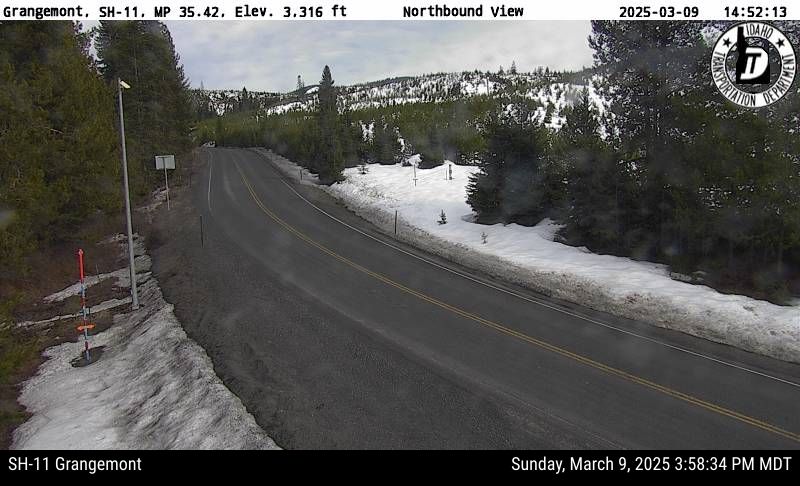 Grangemont, SH-11, MP 35.42, Elev. 3,316 ft Northbound View 2025-03-09 14:52:13
IDAHO
TRANSPORTATION DEPARTMENT
SH-11 Grangemont Sunday, March 9, 2025 3:58:34 PM MDT